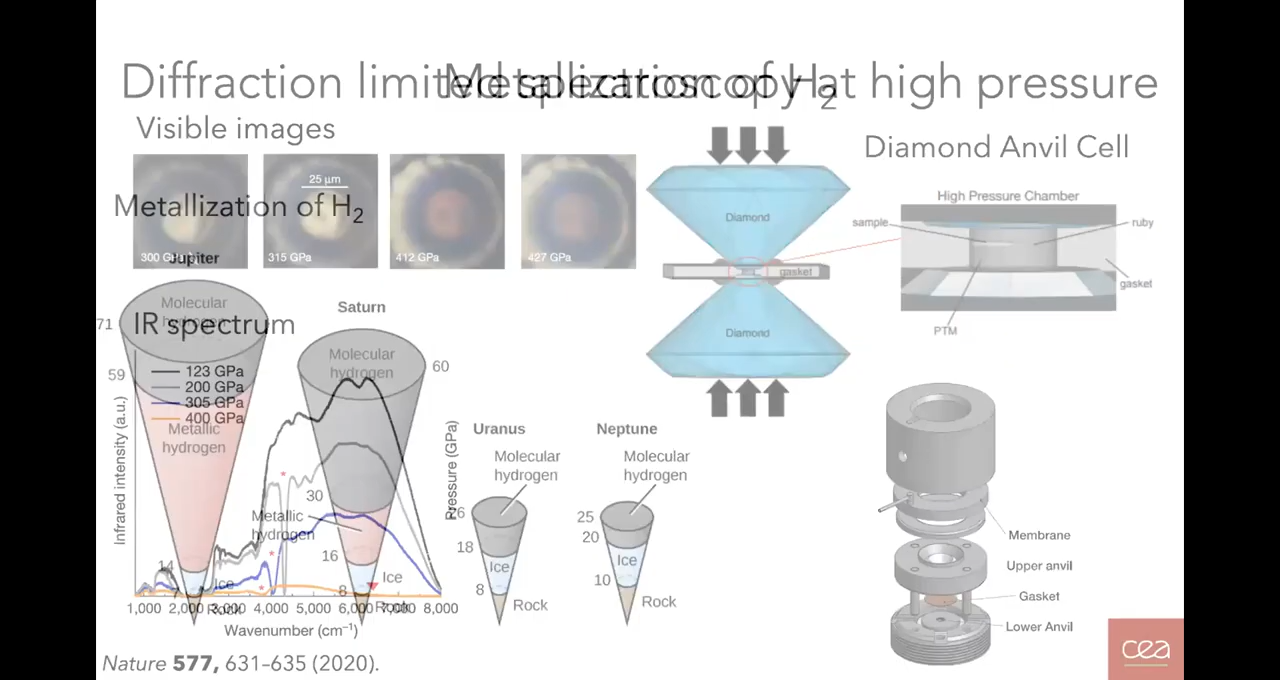 Diffraction limited spectroscopy at high pressure
Metallization of H₂
Visible images
Diamond Anvil Cell
25 µm
300 GPa
315 GPa
412 GPa
427 GPa
Metallization of H₂
Diamond
gasket
Diamond
High Pressure Chamber
sample
ruby
gasket
PTM
Jupiter
Molecular
hydrogen
71
59
Metallic
hydrogen
14
Ice
Rock
IR spectrum
123 GPa
200 GPa
305 GPa
400 GPa
Infrared intensity (a.u.)
Pressure (GPa)
1,000 2,000 3,000 4,000 5,000 6,000 7,000 8,000
Wavenumber (cm⁻¹)
Saturn
Molecular
hydrogen
60
30
Metallic
hydrogen
16
8
Ice
Rock
Uranus
Molecular
hydrogen
18
Ice
8
Rock
Neptune
Molecular
hydrogen
25
20
Ice
10
Rock
Membrane
Upper anvil
Gasket
Lower Anvil
Nature 577, 631–635 (2020).
cea